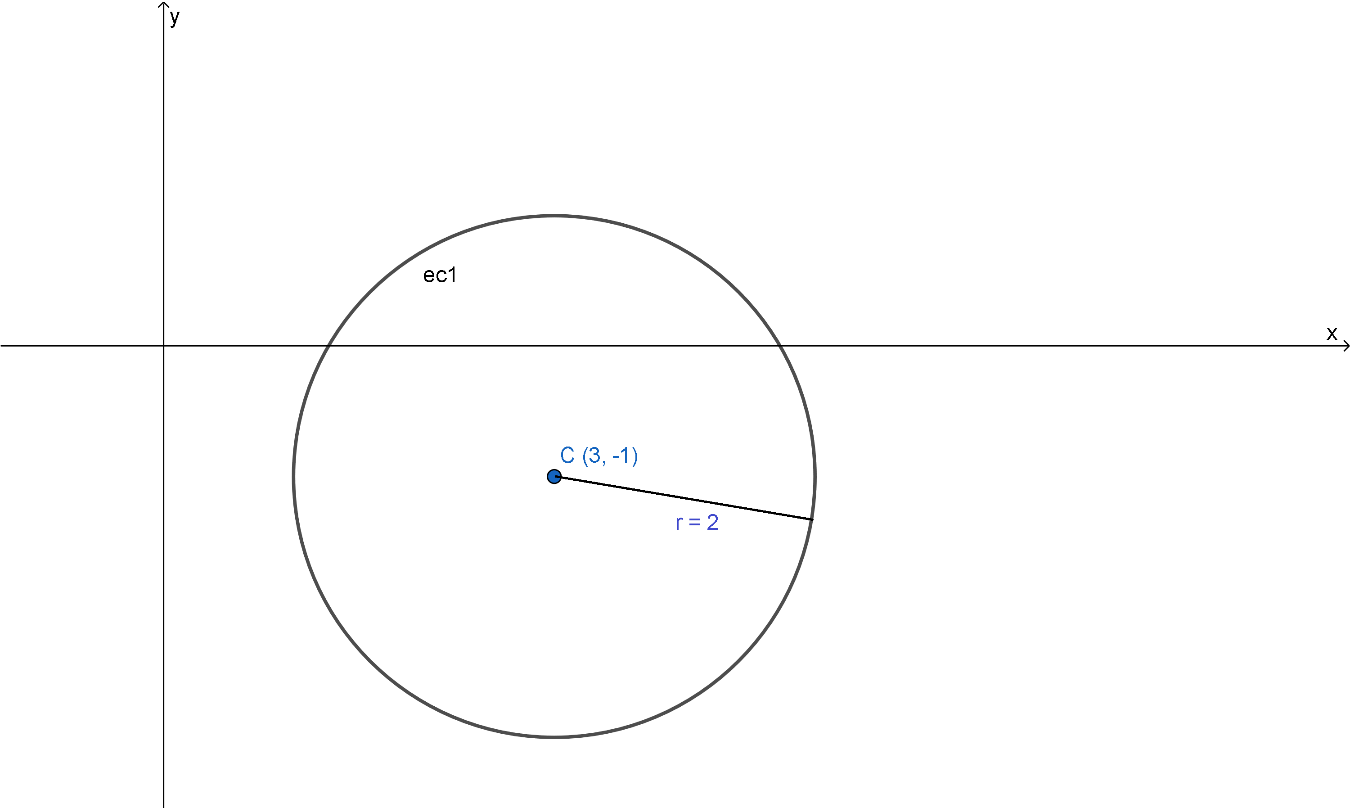 y
ec1
x
C (3, -1)
r = 2